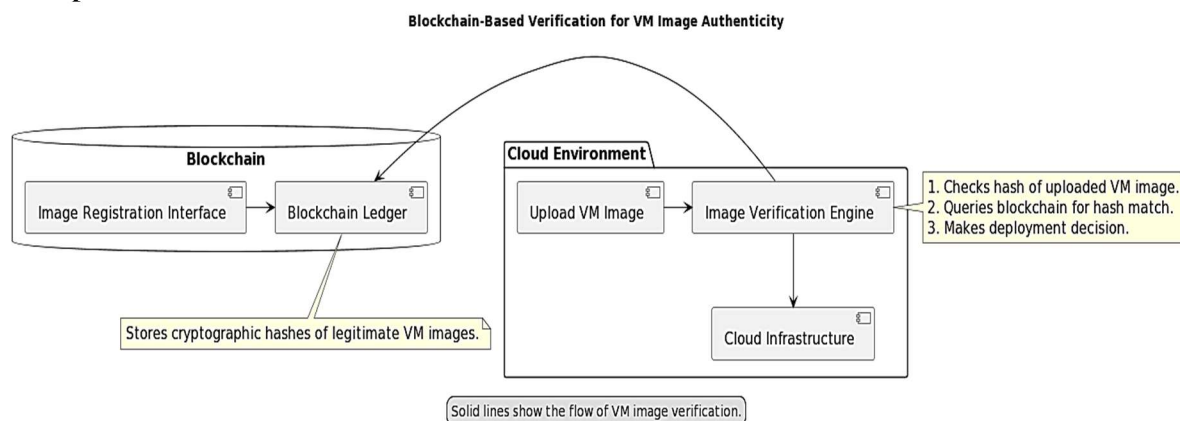 Blockchain-Based Verification for VM Image Authenticity
Blockchain
Image Registration Interface
Blockchain Ledger
Stores cryptographic hashes of legitimate VM images.
Cloud Environment
Upload VM Image
Image Verification Engine
1. Checks hash of uploaded VM image.
2. Queries blockchain for hash match.
3. Makes deployment decision.
Cloud Infrastructure
Solid lines show the flow of VM image verification.